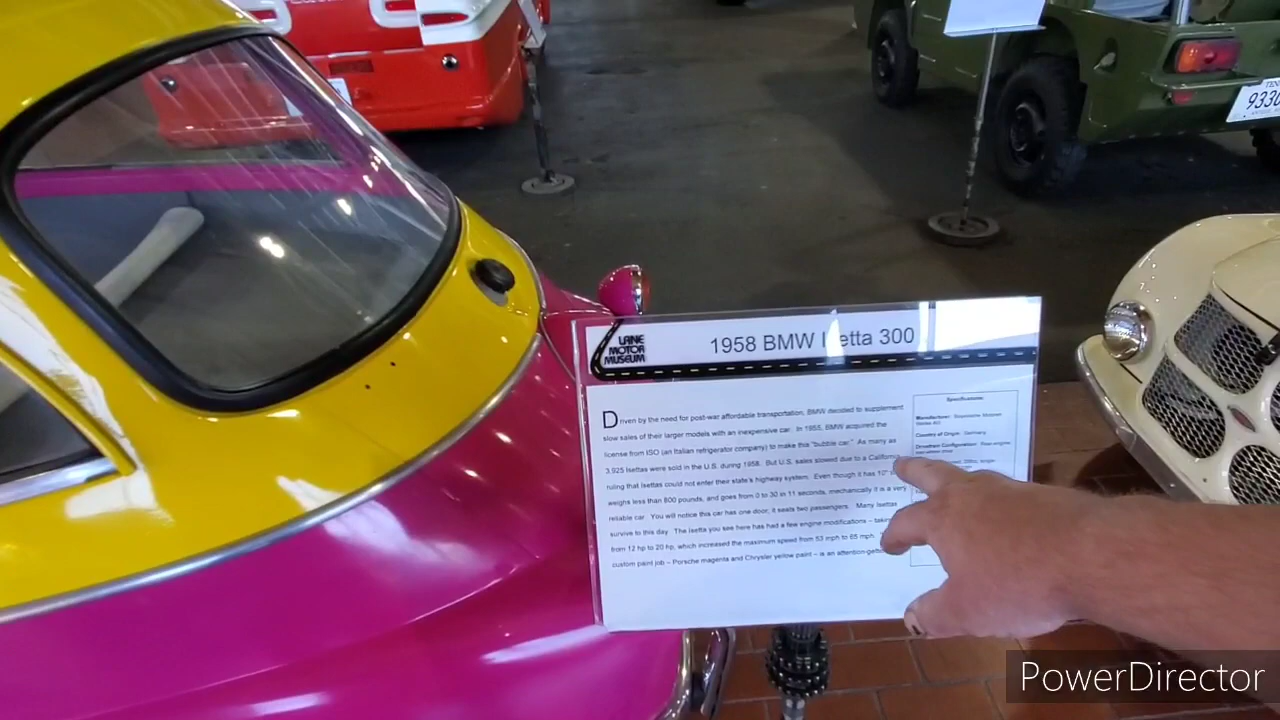 TENN
933
LANE
MOTOR
MUSEUM
1958 BMW Isetta 300
Driven by the need for post-war affordable transportation, BMW decided to supplement
slow sales of their larger models with an inexpensive car. In 1955, BMW acquired the
license from ISO (an Italian refrigerator company) to make this "bubble car." As many as
3,925 Isettas were sold in the U.S. during 1958. But U.S. sales slowed due to a California
ruling that Isettas could not enter their state's highway system. Even though it has 10"
weighs less than 800 pounds, and goes from 0 to 30 in 11 seconds, mechanically it is a very
reliable car. You will notice this car has one door, it seats two passengers. Many Isettas
survive to this day. The Isetta you see here has had a few engine modifications – taking
from 12 hp to 20 hp, which increased the maximum speed from 53 mph to 65 mph.
custom paint job – Porsche magenta and Chrysler yellow paint – is an attention-getter
Specifications:
Manufacturer:
Country of Origin: Germany
Drivetrain Configuration: Rear-engine,
PowerDirector